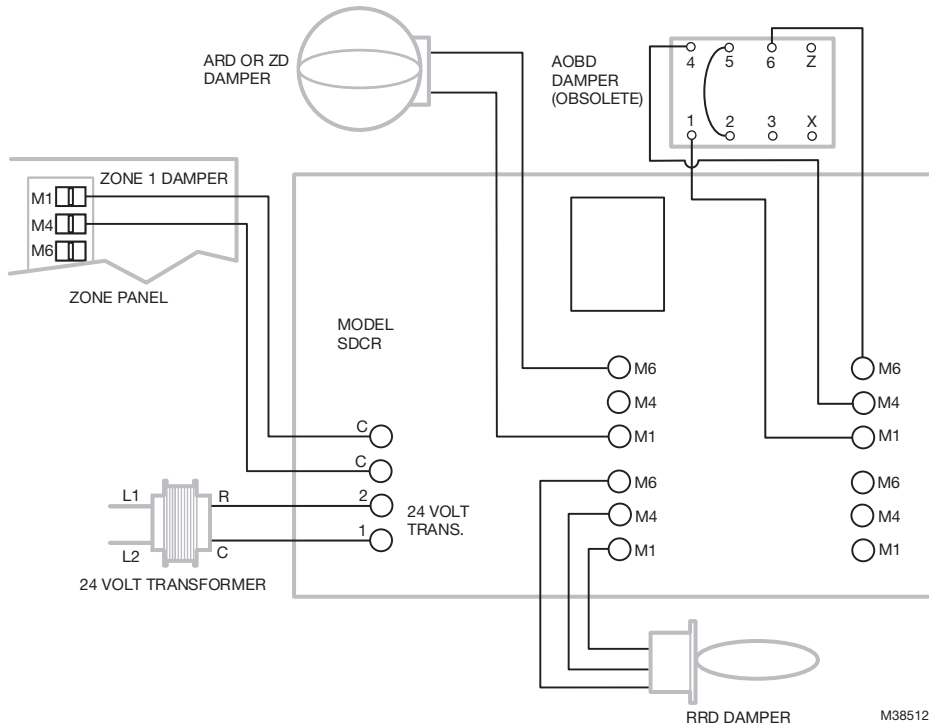 ARD OR ZD
DAMPER
AOBD
DAMPER
(OBSOLETE)
4 5 6 Z
1 2 3 X
ZONE 1 DAMPER
M1
M4
M6
ZONE PANEL
MODEL
SDCR
M6
M4
M1
M6
M4
M1
C
C
2
1
24 VOLT
TRANS.
M6
M4
M1
M6
M4
M1
L1
R
L2
C
24 VOLT TRANSFORMER
RRD DAMPER
M38512